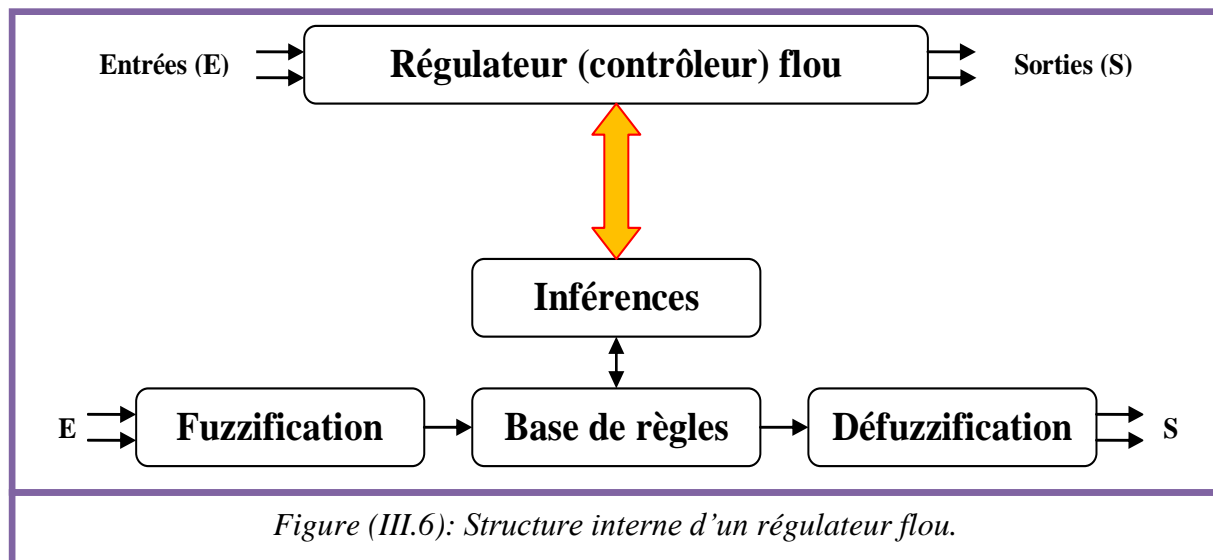 Entrées (E)
Régulateur (contrôleur) flou
Sorties (S)
Inférences
E
Fuzzification
Base de règles
Défuzzification
S
Figure (III.6): Structure interne d’un régulateur flou.